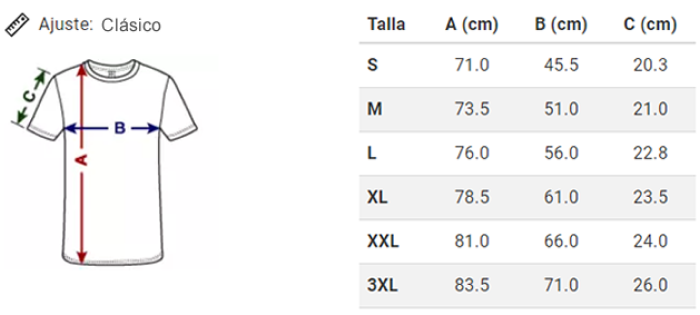 Ajuste: Clásico
Talla A (cm) B (cm) C (cm)
S 71.0 45.5 20.3
M 73.5 51.0 21.0
L 76.0 56.0 22.8
XL 78.5 61.0 23.5
XXL 81.0 66.0 24.0
3XL 83.5 71.0 26.0
C
B
A